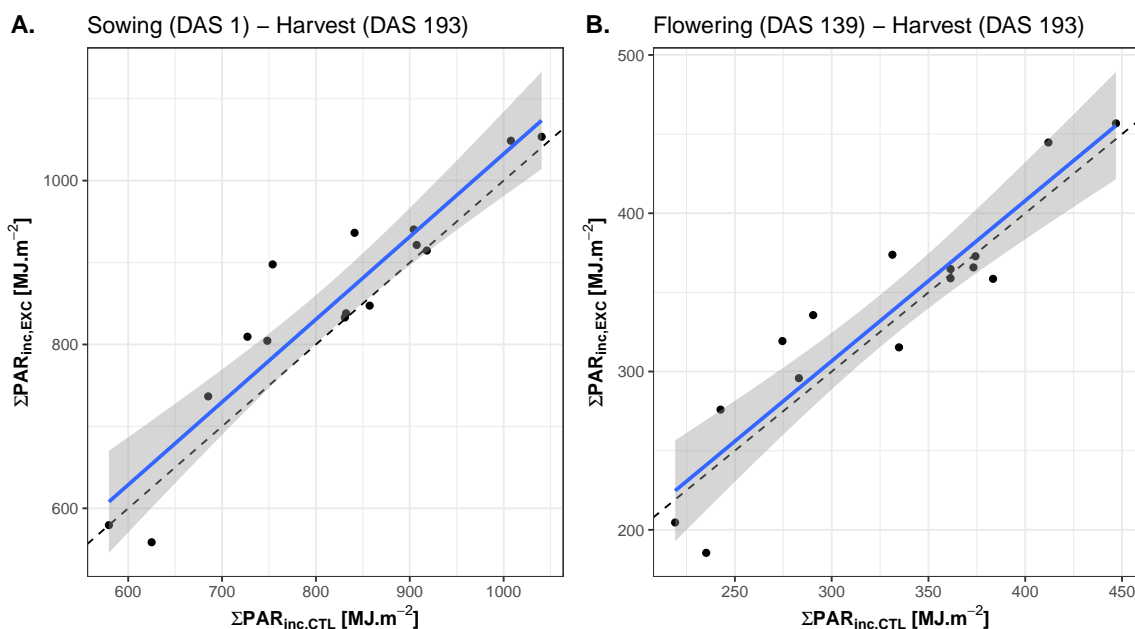 A. Sowing (DAS 1) – Harvest (DAS 193)
1000
800
600
600 700 800 900 1000
ΣPARinc,CTL [MJ.m−2]
ΣPARinc,EXC [MJ.m−2]
B. Flowering (DAS 139) – Harvest (DAS 193)
500
400
300
200
250 300 350 400 450
ΣPARinc,CTL [MJ.m−2]
ΣPARinc,EXC [MJ.m−2]